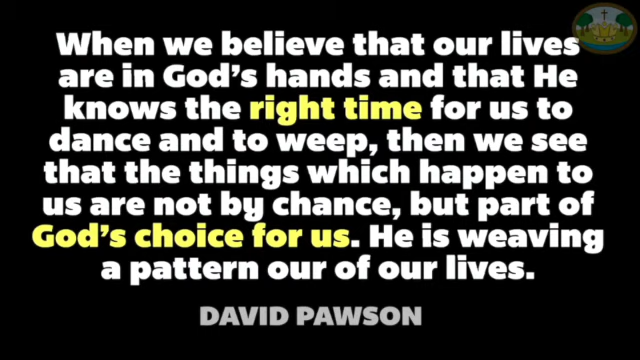 When we believe that our lives
are in God's hands and that He
knows the right time for us to
dance and to weep, then we see
that the things which happen to
us are not by chance, but part of
God's choice for us. He is weaving
a pattern our of our lives.
DAVID PAWSON